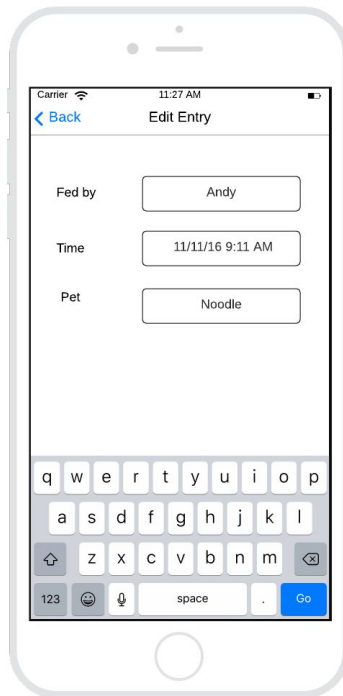 Carrier 11:27 AM
Back Edit Entry
Fed by Andy
Time 11/11/16 9:11 AM
Pet Noodle
q w e r t y u i o p
a s d f g h j k l
z x c v b n m
123 space . Go